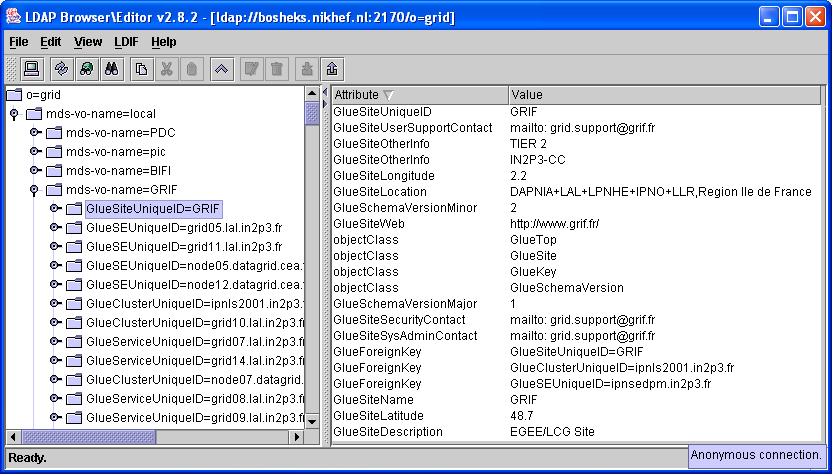 LDAP Browser\Editor v2.8.2 - [ldap://bosheks.nikhef.nl:2170/o=grid]
File Edit View LDIF Help
o=grid
mds-vo-name=local
mds-vo-name=PDC
mds-vo-name=pic
mds-vo-name=BIFI
mds-vo-name=GRIF
GlueSiteUniqueID=GRIF
GlueSEUniqueID=grid05.lal.in2p3.fr
GlueSEUniqueID=grid11.lal.in2p3.fr
GlueSEUniqueID=node05.datagrid.cea.
GlueSEUniqueID=node12.datagrid.cea.
GlueClusterUniqueID=ipnls2001.in2p3.
GlueClusterUniqueID=grid10.lal.in2p3.f
GlueServiceUniqueID=grid07.lal.in2p3.f
GlueServiceUniqueID=grid14.lal.in2p3.f
GlueClusterUniqueID=node07.datagrid.
GlueServiceUniqueID=grid08.lal.in2p3.f
GlueServiceUniqueID=grid09.lal.in2p3.f
Attribute Value
GlueSiteUniqueID GRIF
GlueSiteUserSupportContact mailto: grid.support@grif.fr
GlueSiteOtherInfo TIER 2
GlueSiteOtherInfo IN2P3-CC
GlueSiteLongitude 2.2
GlueSiteLocation DAPNIA+LAL+LPNHE+IPNO+LLR,Region Ile de France
GlueSchemaVersionMinor 2
GlueSiteWeb http://www.grif.fr/
objectClass GlueTop
objectClass GlueSite
objectClass GlueKey
objectClass GlueSchemaVersion
GlueSchemaVersionMajor 1
GlueSiteSecurityContact mailto: grid.support@grif.fr
GlueSiteSysAdminContact mailto: grid.support@grif.fr
GlueForeignKey GlueSiteUniqueID=GRIF
GlueForeignKey GlueClusterUniqueID=ipnls2001.in2p3.fr
GlueForeignKey GlueSEUniqueID=ipnsedpm.in2p3.fr
GlueSiteName GRIF
GlueSiteLatitude 48.7
GlueSiteDescription EGEE/LCG Site
Ready.
Anonymous connection.